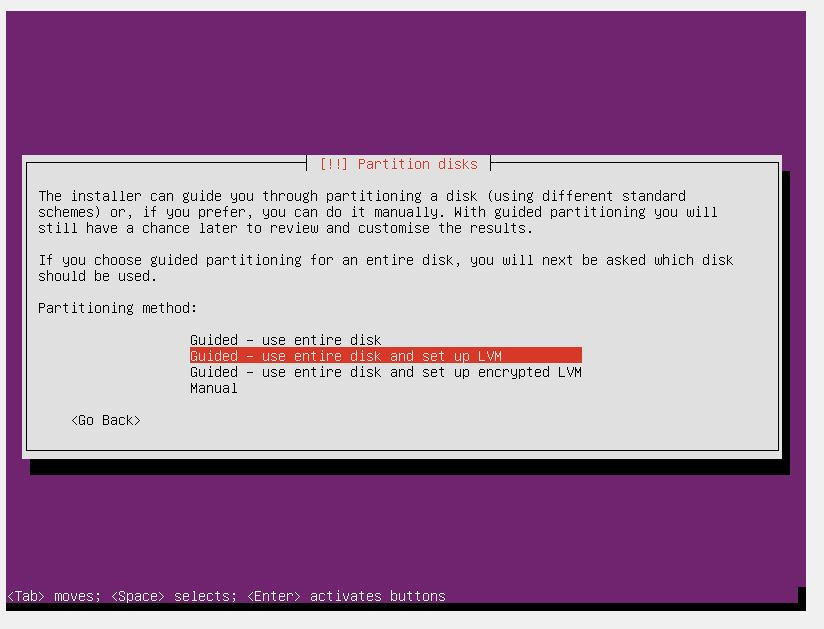 [!!] Partition disks
The installer can guide you through partitioning a disk (using different standard
schemes) or, if you prefer, you can do it manually. With guided partitioning you will
still have a chance later to review and customise the results.
If you choose guided partitioning for an entire disk, you will next be asked which disk
should be used.
Partitioning method:
Guided – use entire disk
Guided – use entire disk and set up LVM
Guided – use entire disk and set up encrypted LVM
Manual
<Go Back>
<Tab> moves; <Space> selects; <Enter> activates buttons